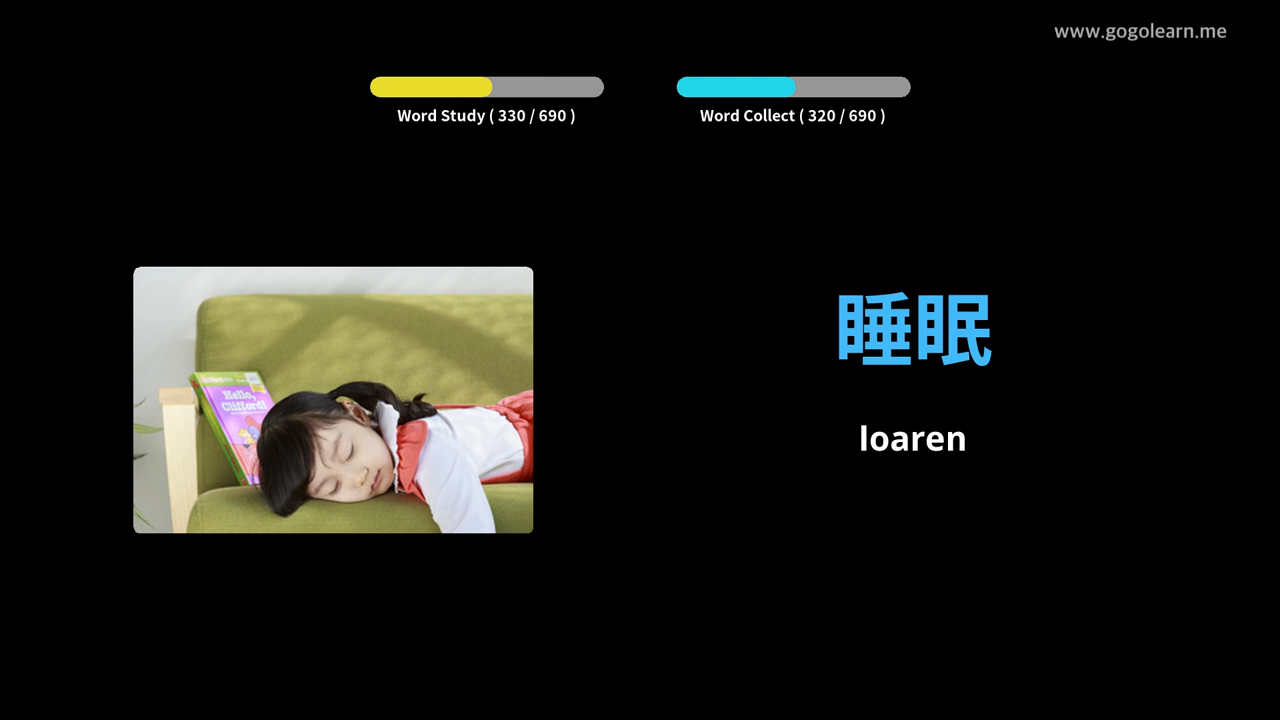 www.gogolearn.me
Word Study ( 330 / 690 )
Word Collect ( 320 / 690 )
Hello,
Clifford!
睡眠
loaren